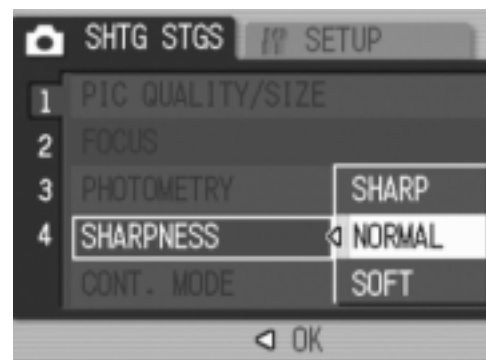 SHTG STGS SETUP
1 PIC QUALITY/SIZE
2 FOCUS
3 PHOTOMETRY SHARP
4 SHARPNESS NORMAL
CONT. MODE SOFT
OK